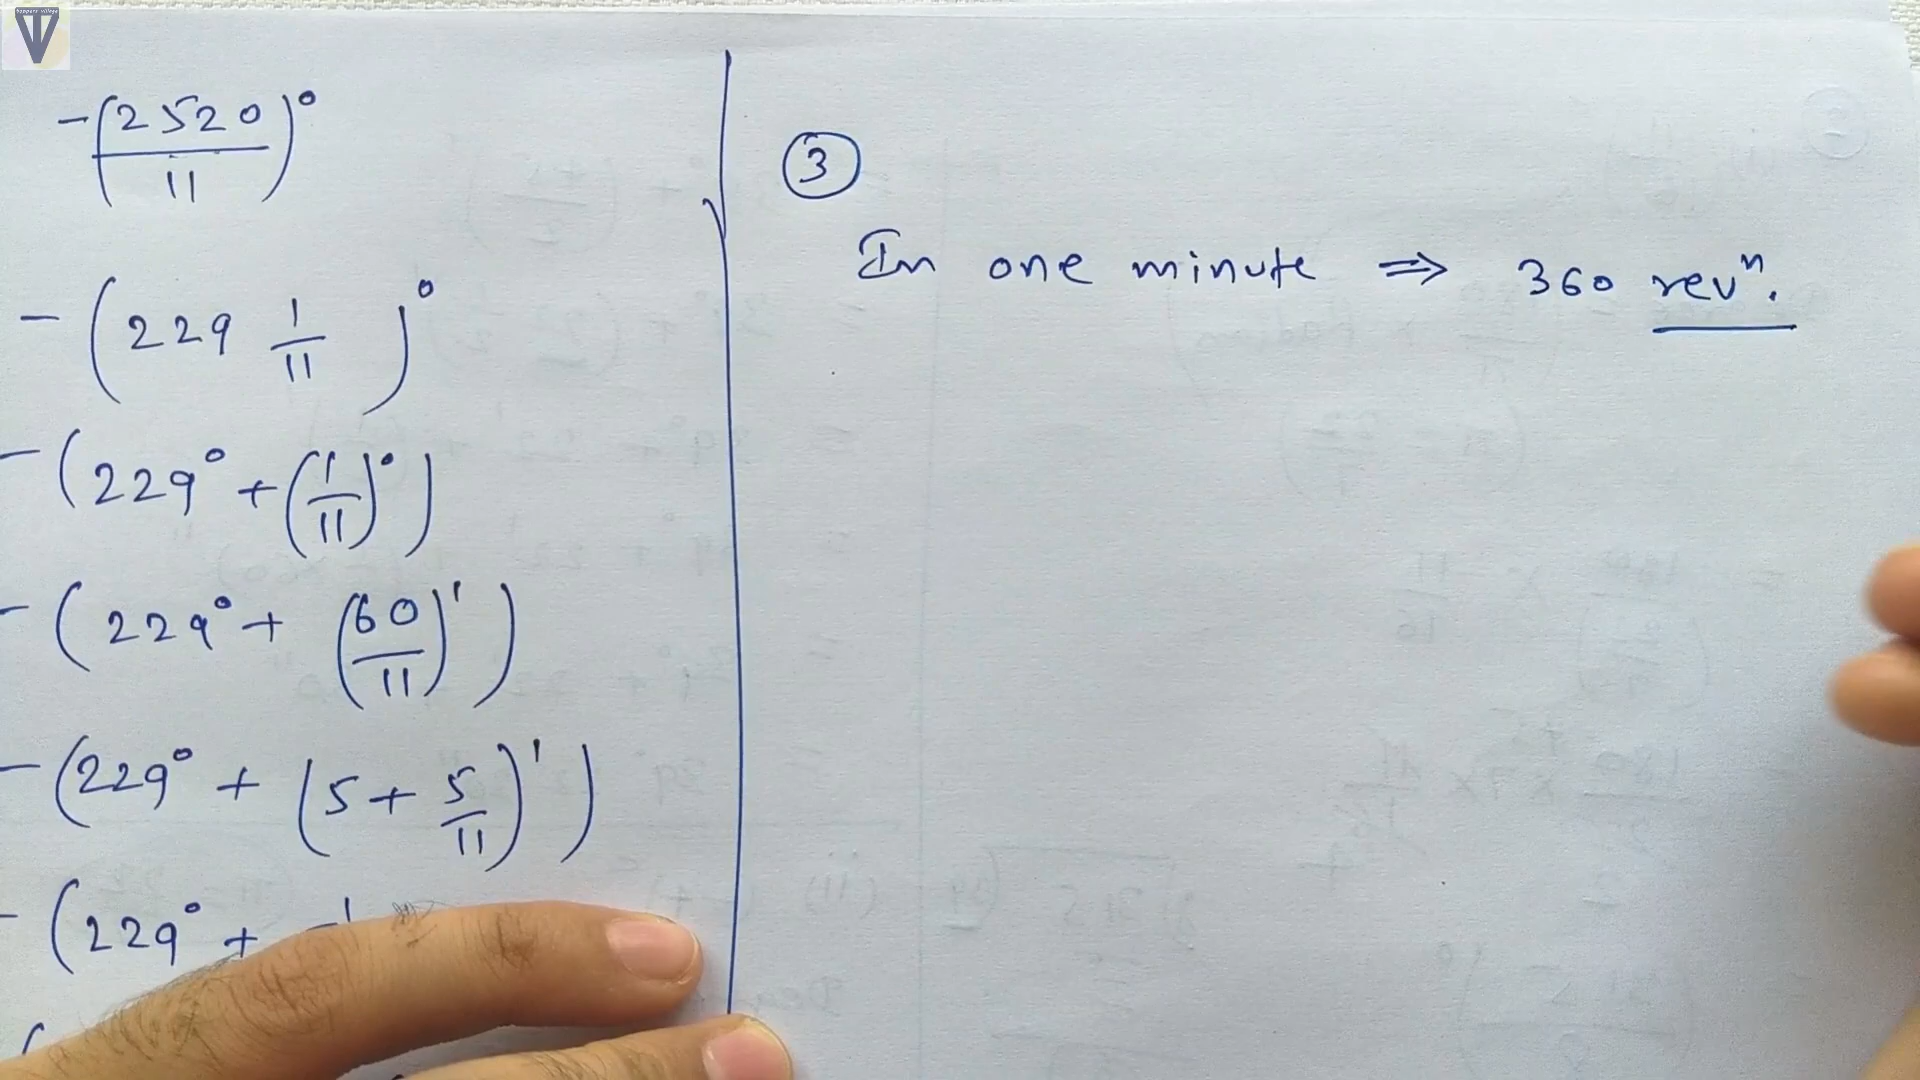 -(2520/11)°
-(229 1/11)°
-(229° + (1/11)°)
-(229° + (60/11)')
-(229° + (5 + 5/11)')
-(229° +
3
In one minute ⇒ 360 revⁿ.